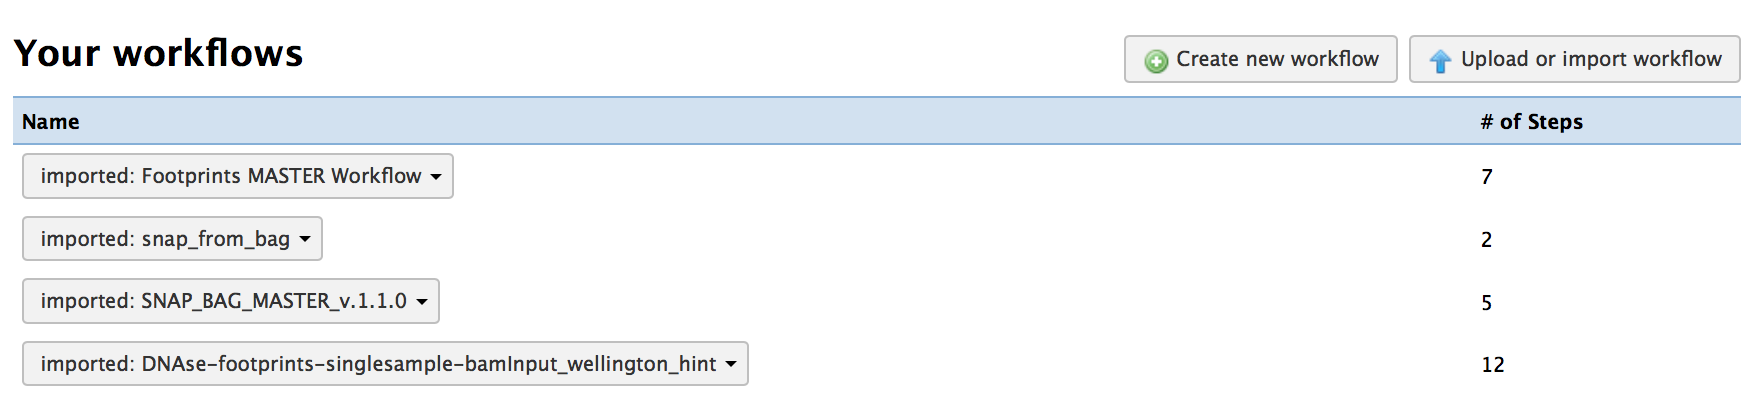 Your workflows
Create new workflow
Upload or import workflow
Name # of Steps
imported: Footprints MASTER Workflow 7
imported: snap_from_bag 2
imported: SNAP_BAG_MASTER_v.1.1.0 5
imported: DNAse-footprints-singlesample-bamInput_wellington_hint 12